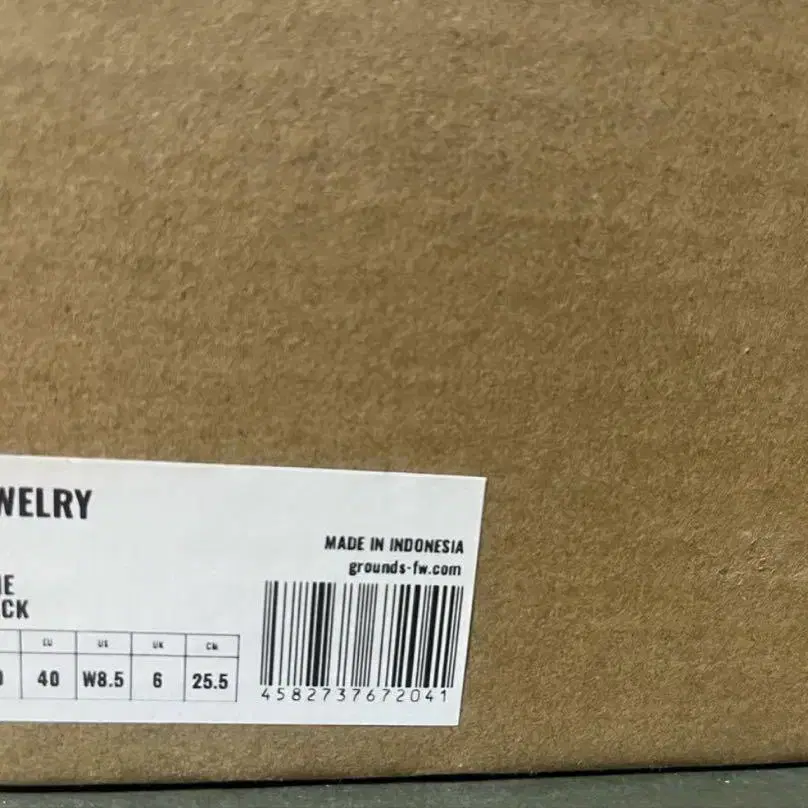 WELRY
MADE IN INDONESIA
grounds-fw.com
CK
EU US UK CM
40 W8.5 6 25.5
4582737672041